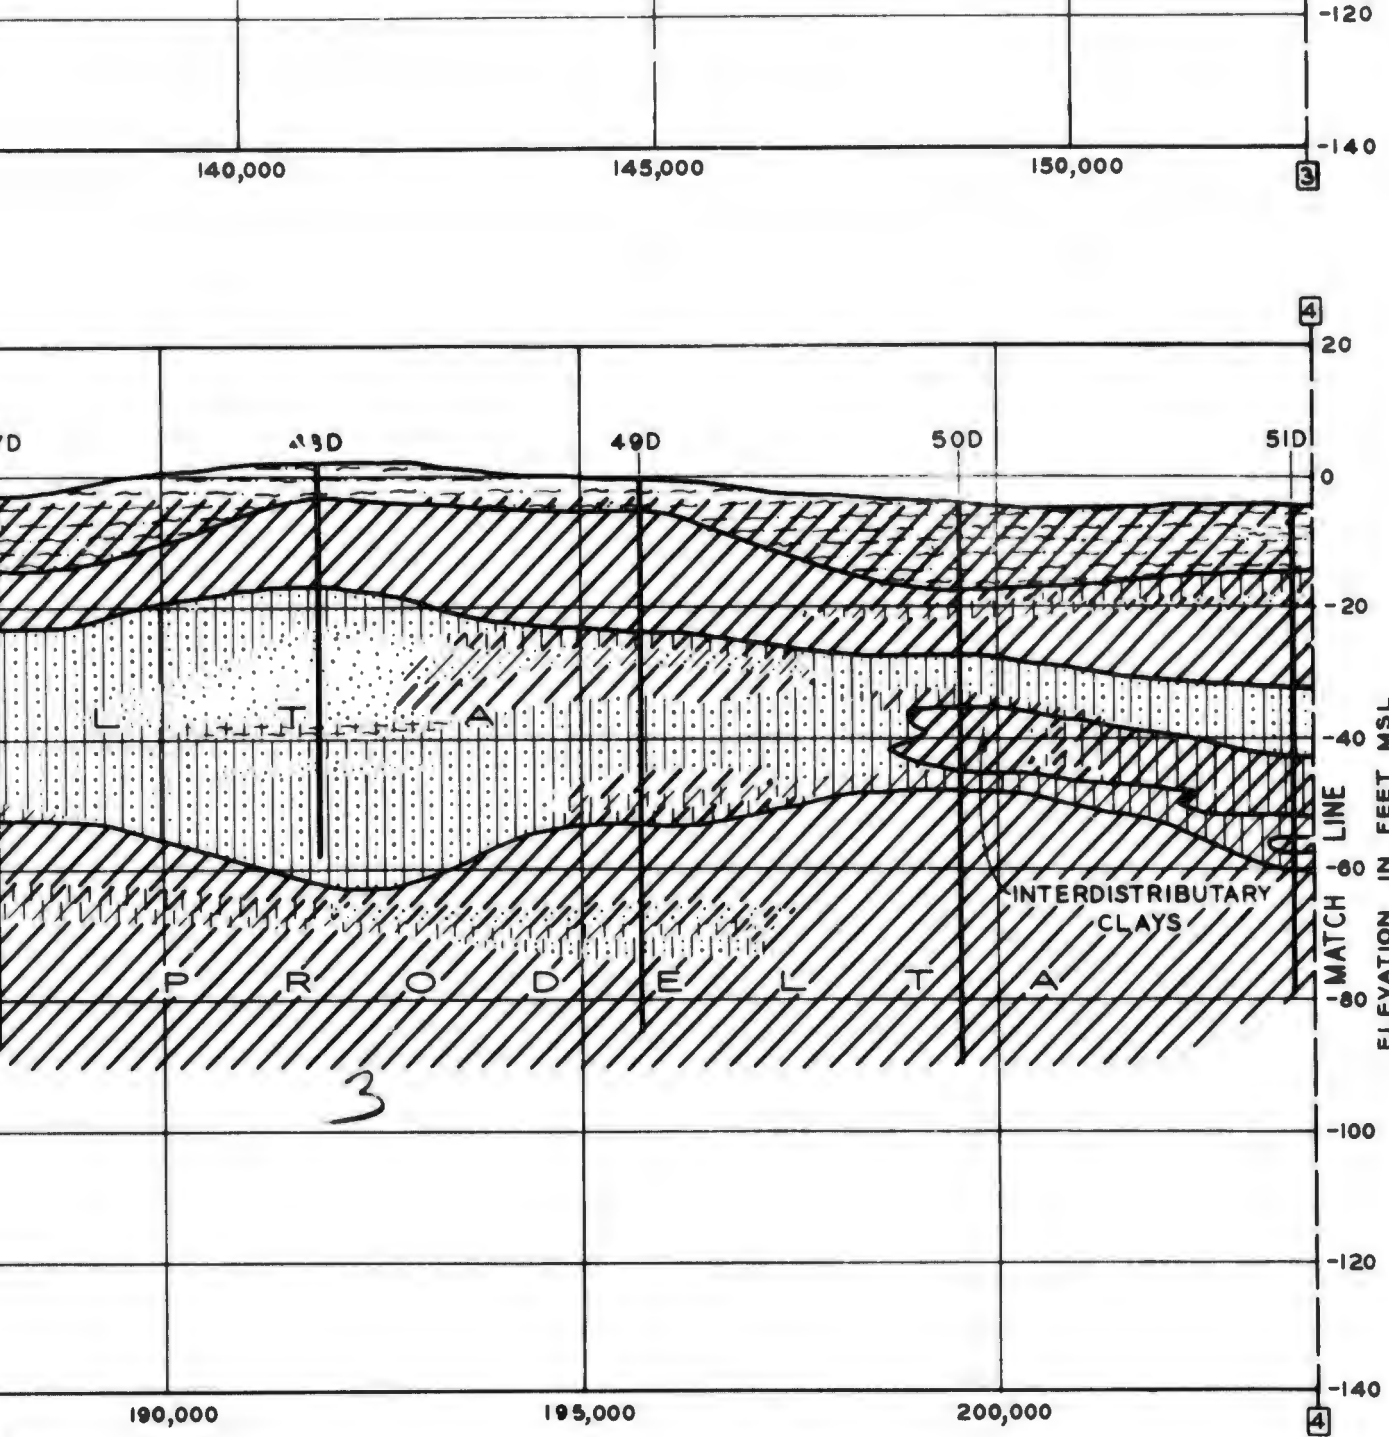 -120
-140
140,000 145,000 150,000
3
4
20
48D 49D 50D 51D
0
-20
L T A
-40
INTERDISTRIBUTARY
CLAYS
-60
P R O D E L T A
-80
MATCH LINE
ELEVATION IN FEET MSL
3
-100
-120
-140
190,000 195,000 200,000
4